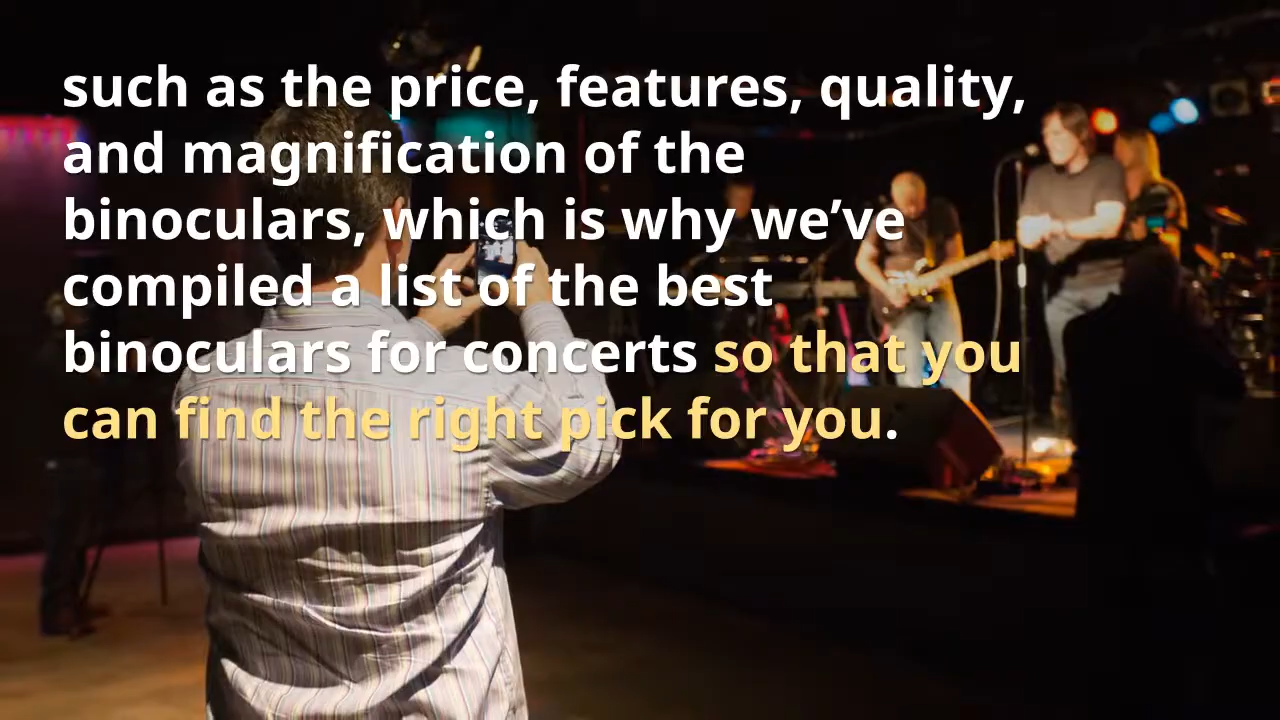 such as the price, features, quality,
and magnification of the
binoculars, which is why we’ve
compiled a list of the best
binoculars for concerts so that you
can find the right pick for you.